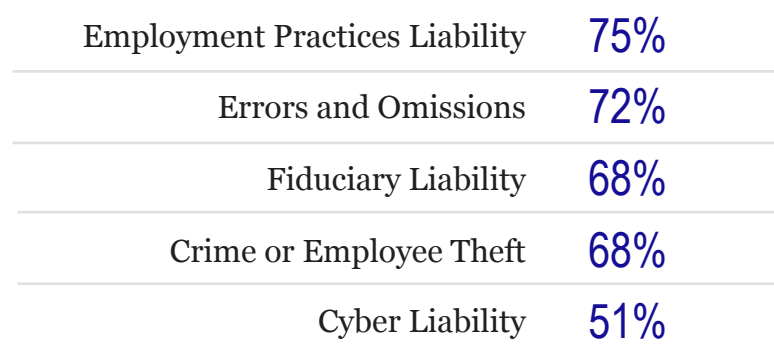 Employment Practices Liability 75%
Errors and Omissions 72%
Fiduciary Liability 68%
Crime or Employee Theft 68%
Cyber Liability 51%